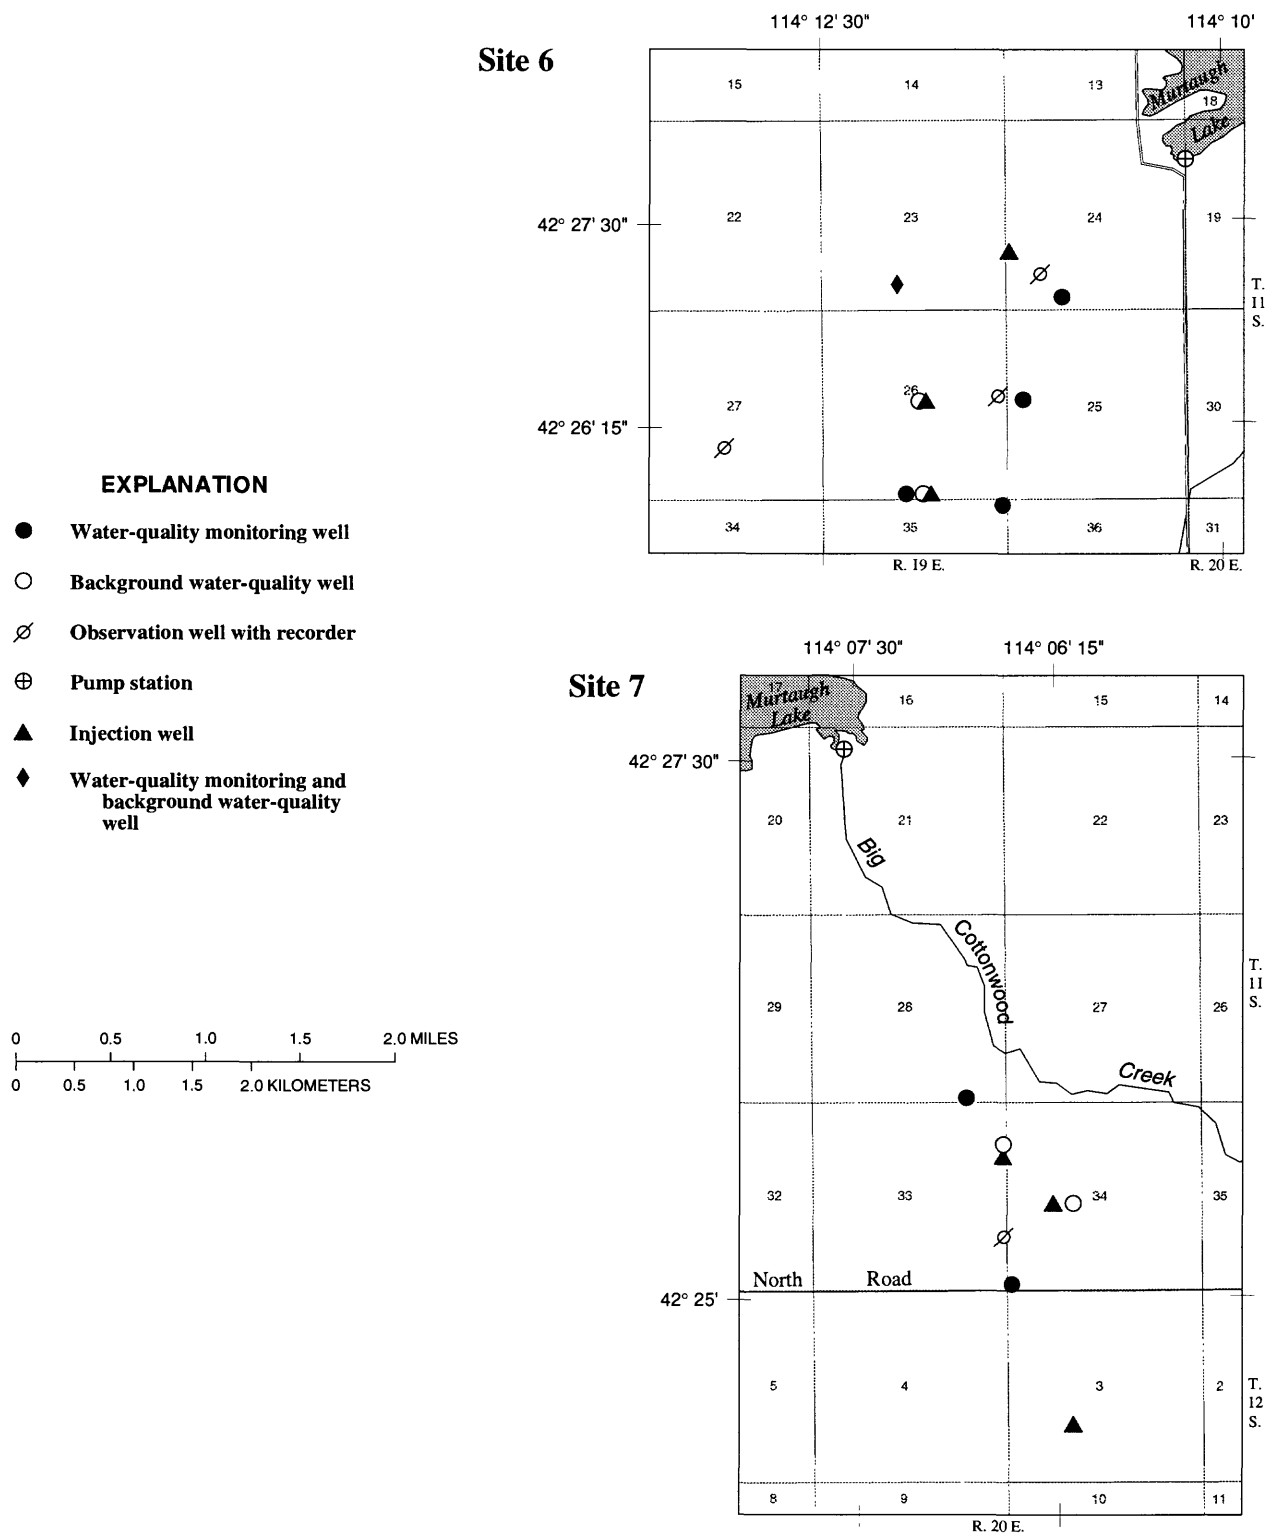 114° 12' 30"
114° 10'
Site 6
15
14
13
Murtaugh
18
Lake
42° 27' 30"
22
23
24
19
T.
11
S.
26
27
25
30
42° 26' 15"
34
35
36
31
R. 19 E.
R. 20 E.
EXPLANATION
Water-quality monitoring well
Background water-quality well
Observation well with recorder
Pump station
Injection well
Water-quality monitoring and
background water-quality
well
0 0.5 1.0 1.5 2.0 MILES
0 0.5 1.0 1.5 2.0 KILOMETERS
114° 07' 30"
114° 06' 15"
Site 7
17
Murtaugh
Lake
16
15
14
42° 27' 30"
20
21
22
23
Big
Cottonwood
Creek
T.
11
S.
29
28
27
26
32
33
34
35
North Road
42° 25'
5
4
3
2
T.
12
S.
8
9
10
11
R. 20 E.